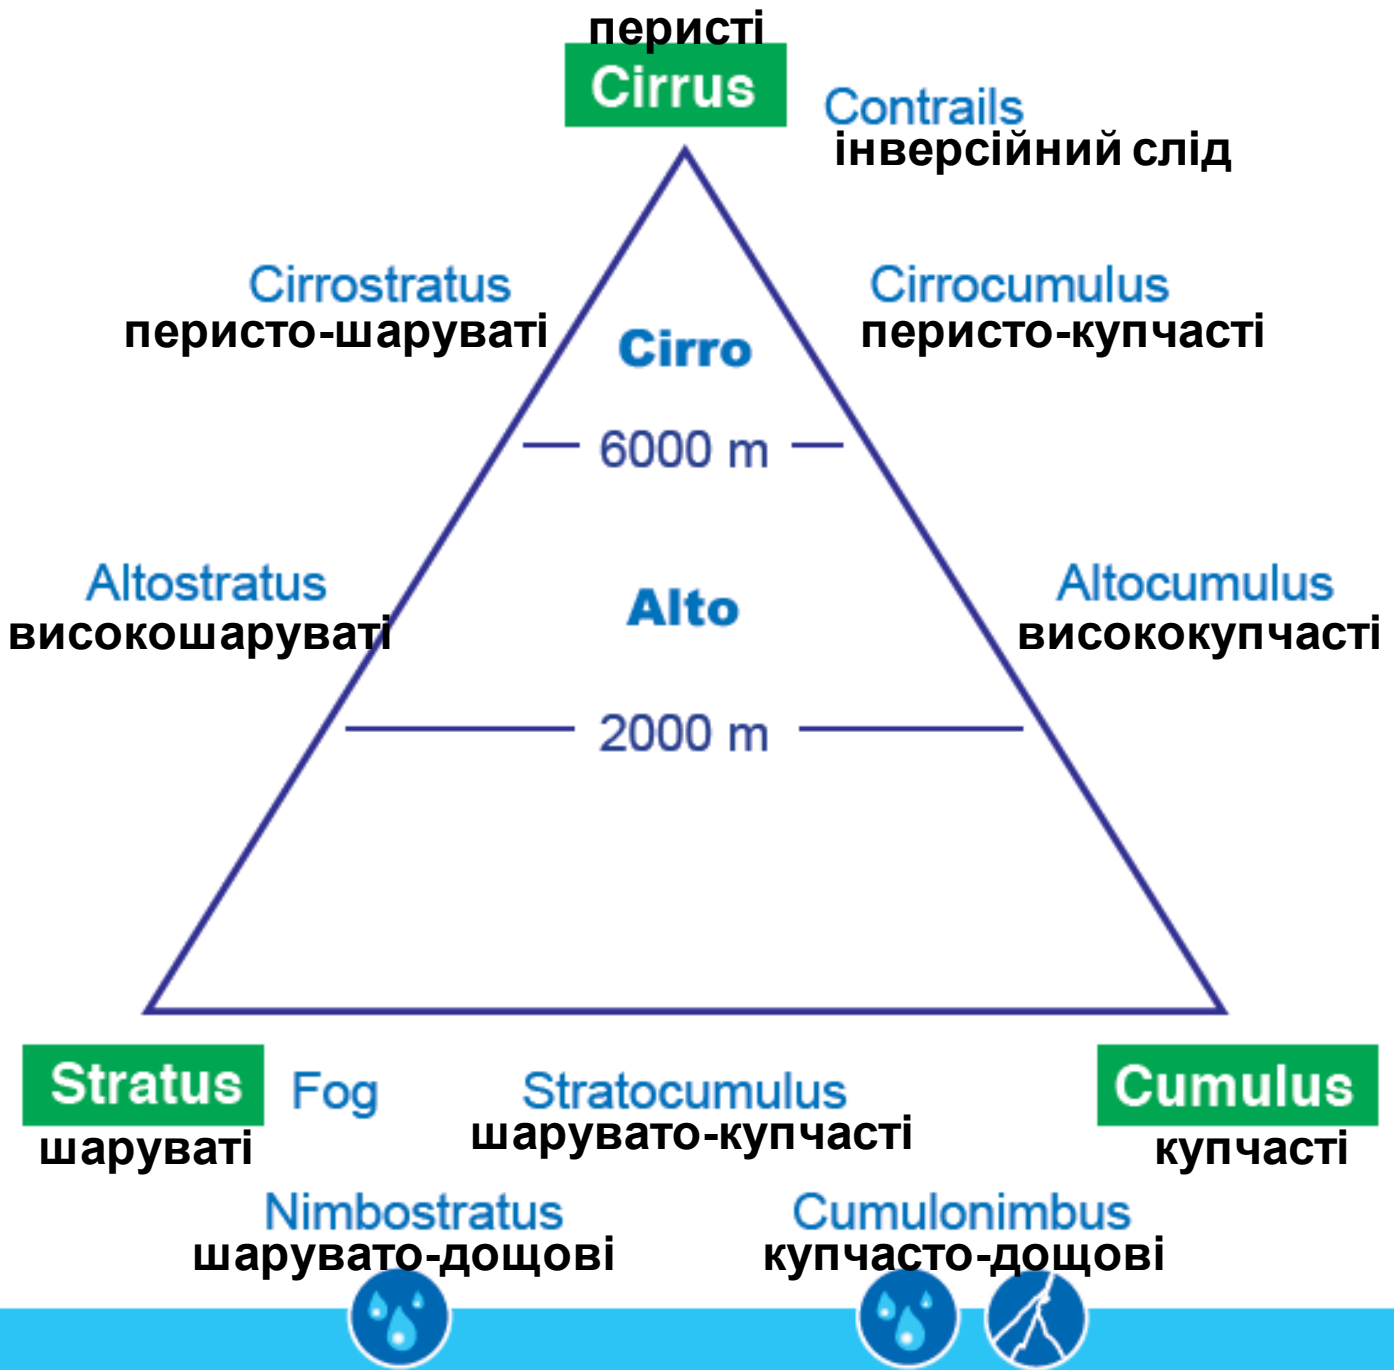 перисті
Cirrus
Contrails
інверсійний слід
Cirrostratus
перисто-шаруваті
Cirrocumulus
перисто-купчасті
Cirro
6000 m
Altostratus
високошаруваті
Alto
Altocumulus
висококупчасті
2000 m
Stratus
шаруваті
Fog
Stratocumulus
шарувато-купчасті
Cumulus
купчасті
Nimbostratus
шарувато-дощові
Cumulonimbus
купчасто-дощові